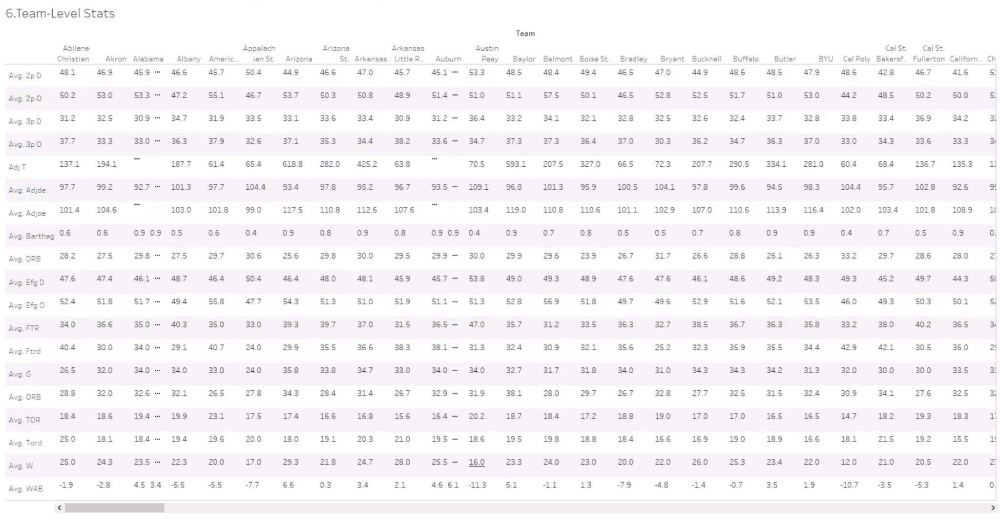 6.Team-Level Stats
Team
Abilene Christian Akron Alabama Albany Americ.. Appalach ian St. Arizona Arizona St. Arkansas Arkansas Little R.. Auburn Austin Peay Baylor Belmont Boise St. Bradley Bryant Bucknell Buffalo Butler BYU Cal Poly Cal St. Bakersf.. Cal St. Fullerton Californ.. Ch
Avg. 2p D 48.1 46.9 45.9 ... 46.6 45.7 50.4 44.9 46.6 47.0 45.7 45.1 ... 53.3 48.5 48.4 49.4 46.5 47.0 44.9 48.6 48.5 47.9 48.6 42.8 46.7 41.6
Avg. 2p O 50.2 53.0 53.3 ... 47.2 55.1 46.7 53.7 50.3 50.8 48.9 51.4 ... 51.0 51.1 57.5 50.1 46.5 52.8 52.5 51.7 51.0 53.0 44.2 48.5 50.2 50.0
Avg. 3p D 31.2 32.5 30.9 ... 34.7 31.9 33.5 33.1 33.6 33.4 30.9 31.2 ... 36.4 33.2 34.1 32.1 32.8 32.5 32.6 32.4 33.7 32.8 33.8 33.4 36.9 34.2
Avg. 3p O 37.7 33.3 33.0 ... 36.3 37.9 32.6 37.1 35.3 34.4 38.2 33.6 ... 34.7 37.3 37.3 36.4 37.0 30.3 36.2 34.7 36.3 37.0 33.0 34.3 33.6 33.3
Adj T 137.1 194.1 ... 187.7 61.4 65.4 618.8 282.0 425.2 63.8 ... 70.5 593.1 207.5 327.0 66.5 72.3 207.7 290.5 334.1 281.0 60.4 68.4 136.7 135.3
Avg. Adjde 97.7 99.2 92.7 ... 101.3 97.7 104.4 93.4 97.8 95.2 96.7 93.5 ... 109.1 96.8 101.3 95.9 100.5 104.1 97.8 99.6 94.5 98.3 104.4 95.7 102.8 92.6
Avg. Adjoe 101.4 104.6 ... 103.0 101.8 99.0 117.5 110.8 112.6 107.6 ... 103.4 119.0 110.8 110.6 101.1 102.9 107.0 110.6 113.9 116.4 102.0 103.4 101.8 108.9
Avg. Barthag 0.6 0.6 0.9 0.9 0.5 0.6 0.4 0.9 0.8 0.9 0.8 0.9 0.9 0.4 0.9 0.7 0.8 0.5 0.5 0.7 0.8 0.9 0.9 0.4 0.7 0.5 0.9 0.
Avg. DRB 28.2 27.5 29.8 ... 27.5 29.7 30.6 25.6 29.8 30.0 29.5 29.9 ... 30.0 29.9 29.6 23.9 26.7 31.7 26.6 28.8 26.1 26.3 33.2 29.7 28.6 28.0
Avg. Efg D 47.6 47.4 46.1 ... 48.7 46.4 50.4 46.4 48.0 48.1 45.9 45.7 ... 53.8 49.0 49.3 48.9 47.6 47.6 46.1 48.6 49.2 48.3 49.3 45.2 49.7 44.3
Avg. Efg O 52.4 51.8 51.7 ... 49.4 55.8 47.7 54.3 51.3 51.0 51.9 51.1 ... 51.3 52.8 56.9 51.8 49.7 49.6 52.9 51.6 52.1 53.5 46.0 49.3 50.3 50.1
Avg. FTR 34.0 36.6 35.0 ... 40.3 35.0 33.0 39.3 39.7 37.0 31.5 36.5 ... 47.0 35.7 31.2 33.5 36.3 32.7 38.5 36.7 36.3 35.8 33.2 38.0 40.2 36.5
Avg. Ftrd 40.4 30.0 34.0 ... 29.1 40.7 24.0 29.9 35.5 36.6 38.3 38.1 ... 31.3 32.4 30.9 32.1 35.6 25.2 32.3 35.9 35.5 34.4 42.9 42.1 30.5 35.0
Avg. G 26.5 32.0 34.0 ... 34.0 33.0 24.0 35.8 33.8 34.7 33.0 34.0 ... 34.0 32.7 31.7 31.8 34.0 31.0 34.3 34.3 34.2 31.3 32.0 30.0 30.0 33.5
Avg. ORB 28.8 32.0 32.6 ... 32.1 26.5 27.8 34.3 28.4 31.4 26.7 32.9 ... 31.9 38.1 28.0 29.7 26.7 32.8 27.7 32.5 31.5 32.4 30.9 34.1 27.6 32.5
Avg. TOR 18.4 18.6 19.4 ... 19.9 23.1 17.5 17.4 16.6 16.8 15.6 16.4 ... 20.2 18.7 18.4 17.2 18.8 19.0 17.0 17.0 16.5 16.5 14.7 18.2 19.3 18.3
Avg. Tord 25.0 18.1 18.4 ... 19.4 19.6 20.0 18.0 19.1 20.3 21.0 19.5 ... 18.6 19.5 19.8 18.8 18.4 16.6 16.9 19.0 18.9 16.6 18.1 21.5 19.2 15.5
Avg. W 25.0 24.3 23.5 ... 22.3 20.0 17.0 29.3 21.8 24.7 28.0 25.5 ... 16.0 23.3 24.0 23.0 20.0 22.0 26.0 25.3 23.4 22.0 12.0 21.0 20.5 22.0
Avg. WAB -1.9 -2.8 4.5 3.4 -5.5 -5.5 -7.7 6.6 0.3 3.4 2.1 4.6 6.1 -11.3 5.1 -1.1 1.3 -7.9 -4.8 -1.4 -0.7 3.5 1.9 -10.7 -3.5 -5.3 1.4 0.